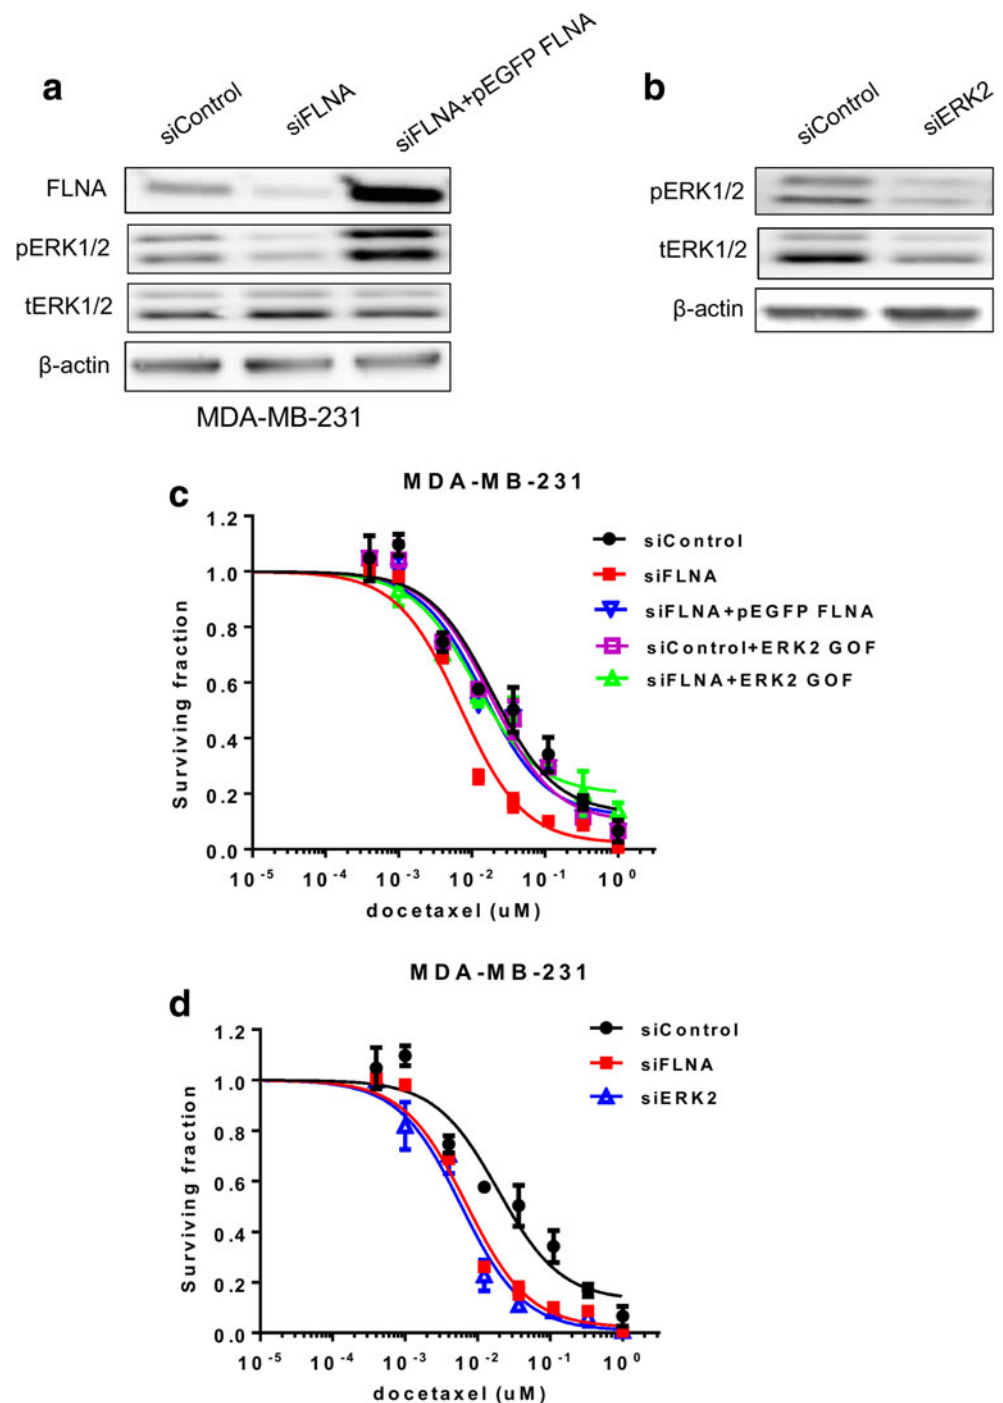 a
siControl
siFLNA
siFLNA+pEGFP FLNA
FLNA
pERK1/2
tERK1/2
β-actin
MDA-MB-231
b
siControl
siERK2
pERK1/2
tERK1/2
β-actin
c
MDA-MB-231
Surviving fraction
1.2
1.0
0.8
0.6
0.4
0.2
0.0
10⁻⁵ 10⁻⁴ 10⁻³ 10⁻² 10⁻¹ 10⁰
docetaxel (uM)
siControl
siFLNA
siFLNA+pEGFP FLNA
siControl+ERK2 GOF
siFLNA+ERK2 GOF
d
MDA-MB-231
Surviving fraction
1.2
1.0
0.8
0.6
0.4
0.2
0.0
10⁻⁵ 10⁻⁴ 10⁻³ 10⁻² 10⁻¹ 10⁰
docetaxel (uM)
siControl
siFLNA
siERK2